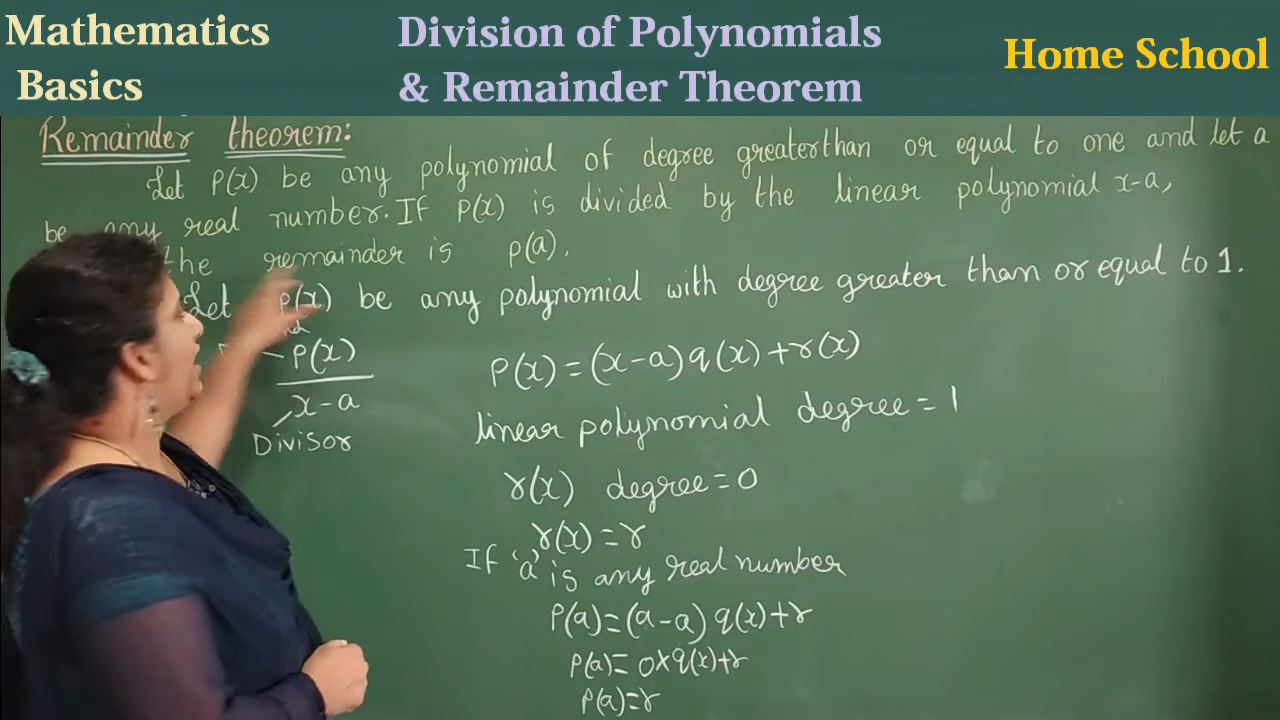 Mathematics Basics
Division of Polynomials & Remainder Theorem
Home School
Remainder theorem:
Let P(x) be any polynomial of degree greaterthan or equal to one and let a
be any real number. If P(x) is divided by the linear polynomial x-a,
the remainder is p(a).
Let p(x) be any polynomial with degree greater than or equal to 1.
P(x)
x-a
Divisor
P(x) = (x-a) q(x) + r(x)
linear polynomial degree = 1
r(x) degree = 0
r(x) = r
If 'a' is any real number
P(a) = (a-a) q(x) + r
P(a) = 0 x q(x) + r
P(a) = r